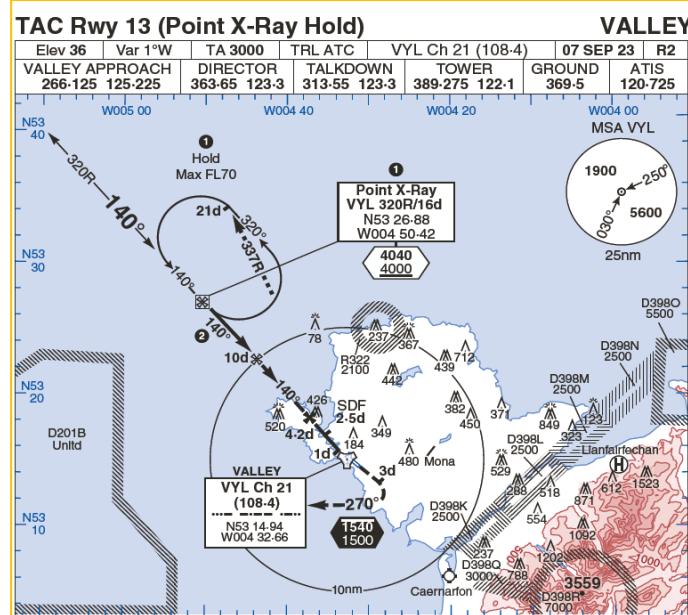 TAC Rwy 13 (Point X-Ray Hold) VALLEY
Elev 36 Var 1°W TA 3000 TRL ATC VYL Ch 21 (108·4) 07 SEP 23 R2
VALLEY APPROACH DIRECTOR TALKDOWN TOWER GROUND ATIS
266·125 125·225 363·65 123·3 313·55 123·3 389·275 122·1 369·5 120·725
W005 00 W004 40 W004 20 W004 00
N53
40
MSA VYL
1900
250°
5600
030°
25nm
1
Hold
Max FL70
320R
140°
21d
320°
337R
140°
1
Point X-Ray
VYL 320R/16d
N53 26·88
W004 50·42
4040
4000
N53
30
D398O
5500
140°
2
10d
78
237
367
R322
2100
442
439
712
D398N
2500
D398M
2500
N53
20
140°
426
520
SDF
2·5d
4·2d
184
349
382
450
371
849
123
323
D398L
2500
Llanfairfechan
H
D201B
Unltd
1d
3d
480
Mona
529
288
518
612
1523
871
554
VALLEY
VYL Ch 21
(108·4)
N53 14·94
W004 32·66
270°
1540
1500
D398K
2500
1092
N53
10
237
D398Q
3000
788
1202
3559
D398R
7000
10nm
Caernarfon